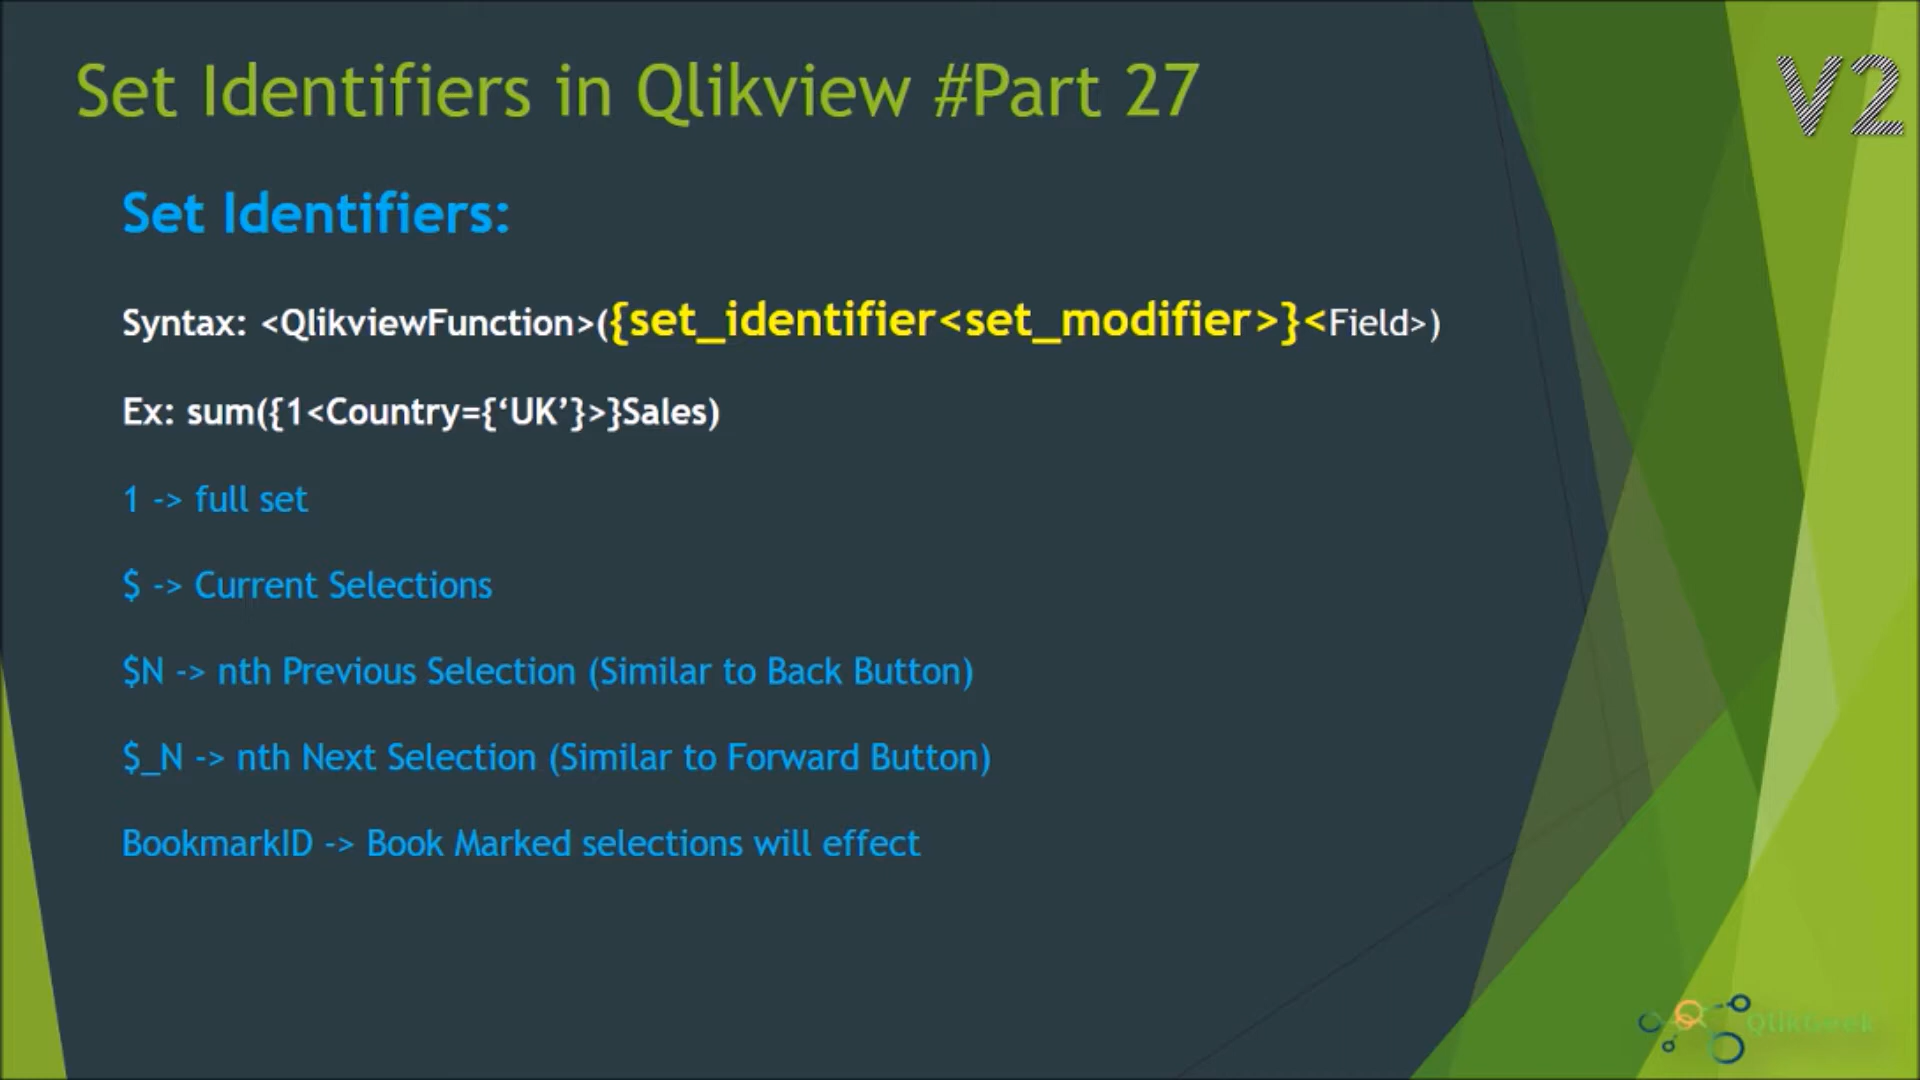 Set Identifiers in Qlikview #Part 27
V2
Set Identifiers:
Syntax: <QlikviewFunction>({set_identifier<set_modifier>}<Field>)
Ex: sum({1<Country={‘UK’}>}Sales)
1 -> full set
$ -> Current Selections
$N -> nth Previous Selection (Similar to Back Button)
$_N -> nth Next Selection (Similar to Forward Button)
BookmarkID -> Book Marked selections will effect
QlikGeek